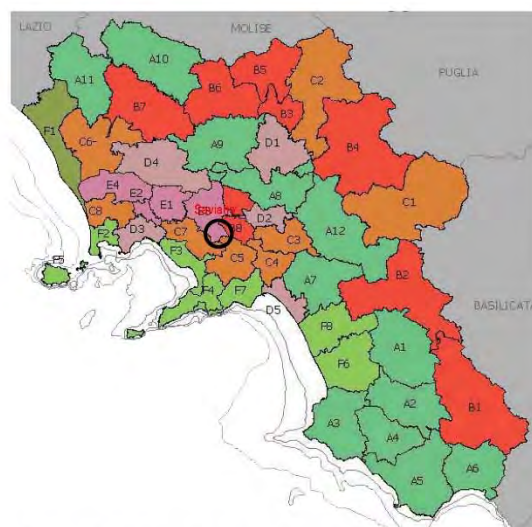 LAZIO
MOLISE
PUGLIA
BASILICATA
A10
A11
B5
B6
C2
B7
B3
F1
C6
A9
D1
B4
D4
E4
E2
E1
A8
C1
C8
D2
F2
D3
C7
C3
A12
F3
C5
C4
F5
A7
B2
F4
F7
D5
F8
A1
F6
A2
B1
A3
A4
A5
A6